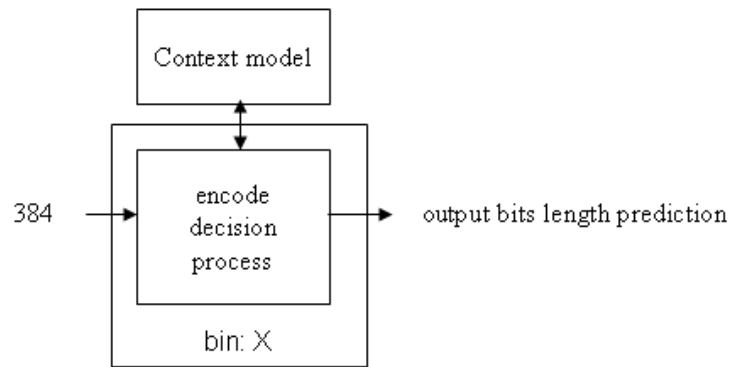 Context model
384
encode
decision
process
output bits length prediction
bin: X